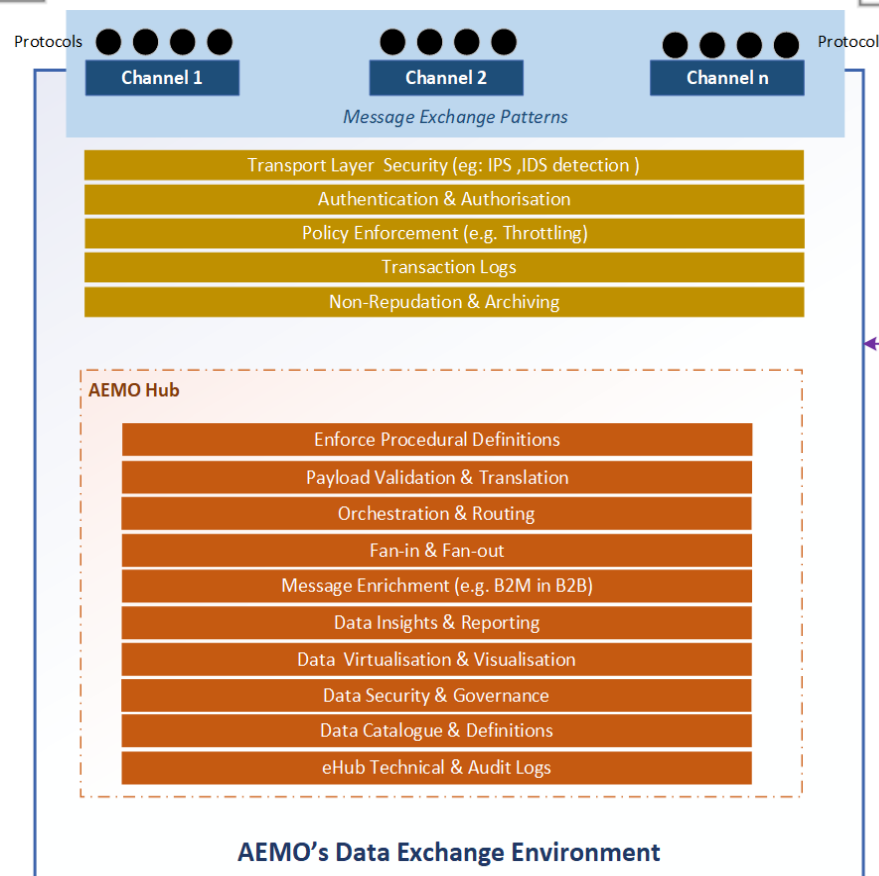 Protocols
Protocol
Channel 1
Channel 2
Channel n
Message Exchange Patterns
Transport Layer Security (eg: IPS ,IDS detection )
Authentication & Authorisation
Policy Enforcement (e.g. Throttling)
Transaction Logs
Non-Repudation & Archiving
AEMO Hub
Enforce Procedural Definitions
Payload Validation & Translation
Orchestration & Routing
Fan-in & Fan-out
Message Enrichment (e.g. B2M in B2B)
Data Insights & Reporting
Data Virtualisation & Visualisation
Data Security & Governance
Data Catalogue & Definitions
eHub Technical & Audit Logs
AEMO’s Data Exchange Environment